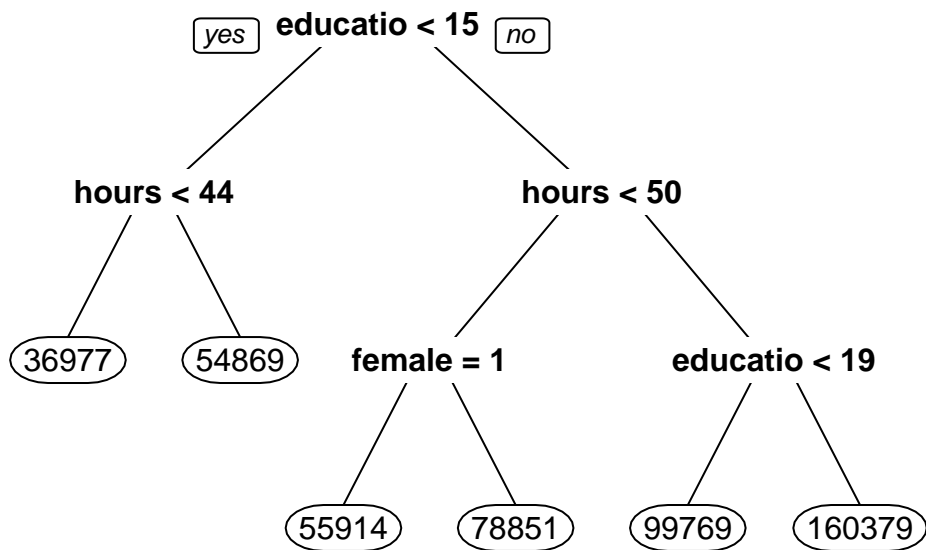 yes educatio < 15 no
hours < 44 hours < 50
36977 54869 female = 1 educatio < 19
55914 78851 99769 160379